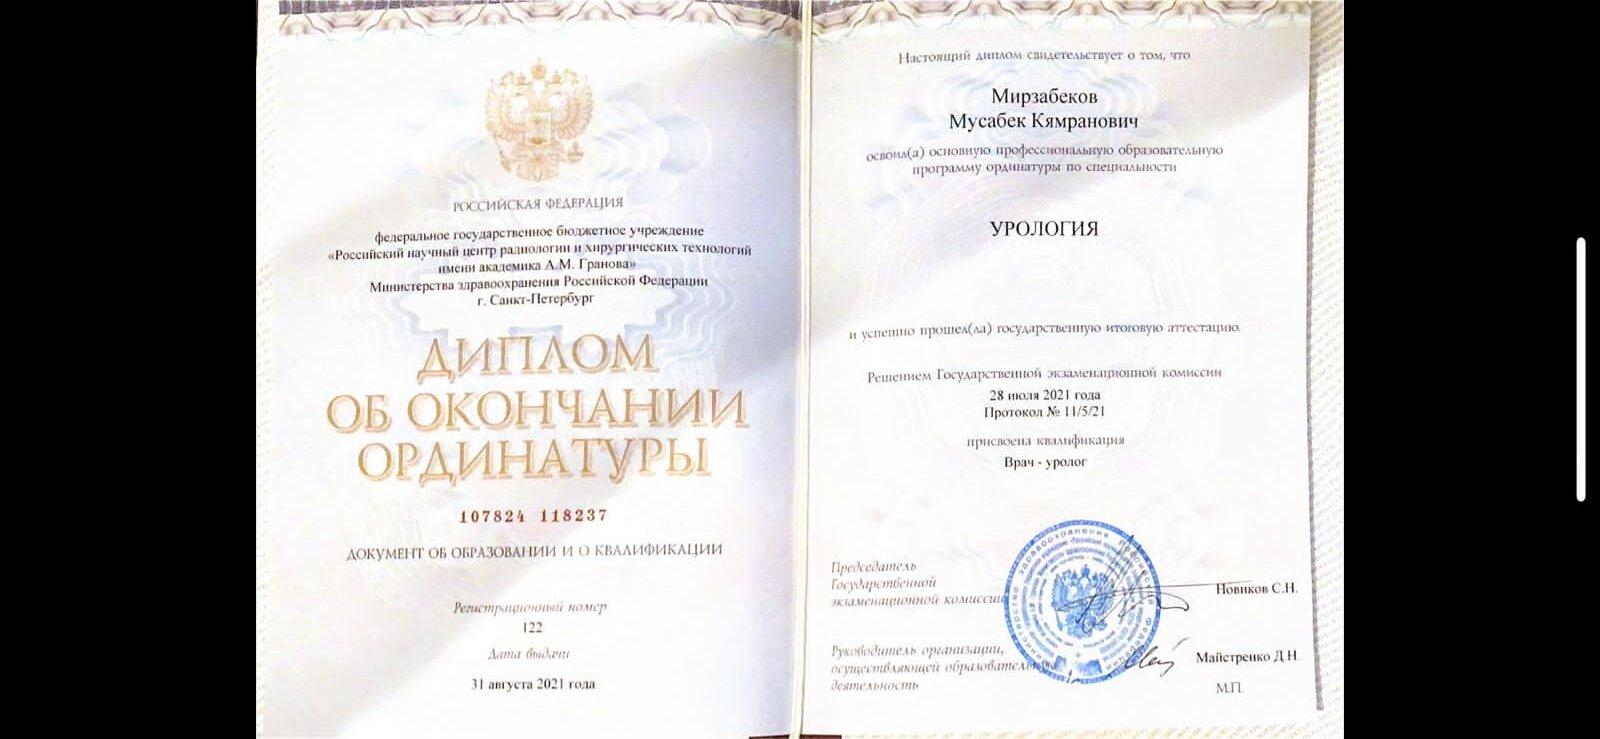 РОССИЙСКАЯ ФЕДЕРАЦИЯ
федеральное государственное бюджетное учреждение
«Российский научный центр радиологии и хирургических технологий
имени академика А.М. Гранова»
Министерства здравоохранения Российской Федерации
г. Санкт-Петербург
ДИПЛОМ
ОБ ОКОНЧАНИИ
ОРДИНАТУРЫ
107824 118237
ДОКУМЕНТ ОБ ОБРАЗОВАНИИ И О КВАЛИФИКАЦИИ
Регистрационный номер
122
Дата выдачи
31 августа 2021 года
Настоящий диплом свидетельствует о том, что
Мирзабеков
Мусабек Кямранович
освоил(а) основную профессиональную образовательную
программу ординатуры по специальности
УРОЛОГИЯ
и успешно прошел(ла) государственную итоговую аттестацию.
Решением Государственной экзаменационной комиссии
28 июля 2021 года
Протокол № 11/5/21
присвоена квалификация
Врач - уролог
Председатель
Государственной
экзаменационной комиссии
Новиков С.Н.
Руководитель организации,
осуществляющей образовательную
деятельность
Майстренко Д.Н.
М.П.